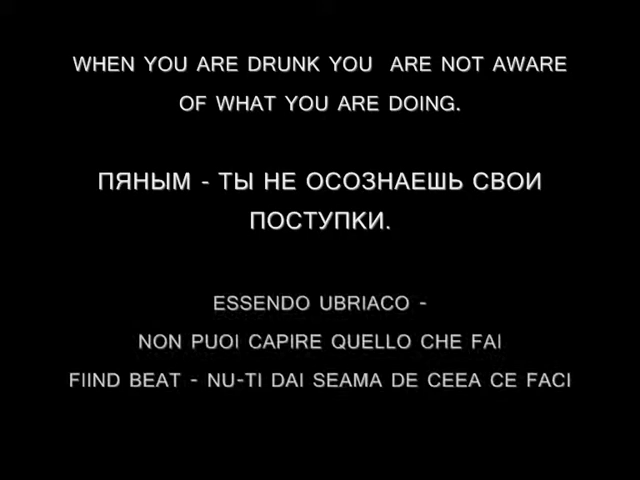 WHEN YOU ARE DRUNK YOU  ARE NOT AWARE
OF WHAT YOU ARE DOING.
ПЯНЫМ - ТЫ НЕ ОСОЗНАЕШЬ СВОИ
ПОСТУПКИ.
ESSENDO UBRIACO -
NON PUOI CAPIRE QUELLO CHE FAI
FIIND BEAT - NU-TI DAI SEAMA DE CEEA CE FACI